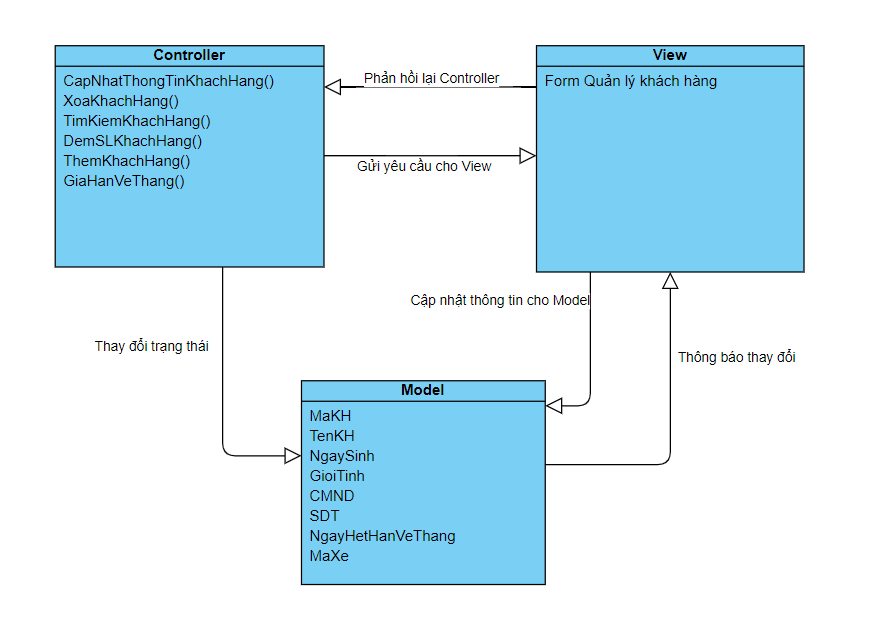 Controller
CapNhatThongTinKhachHang()
XoaKhachHang()
TimKiemKhachHang()
DemSLKhachHang()
ThemKhachHang()
GiaHanVeThang()
Phản hồi lại Controller
Gửi yêu cầu cho View
View
Form Quản lý khách hàng
Cập nhật thông tin cho Model
Thay đổi trạng thái
Thông báo thay đổi
Model
MaKH
TenKH
NgaySinh
GioiTinh
CMND
SDT
NgayHetHanVeThang
MaXe